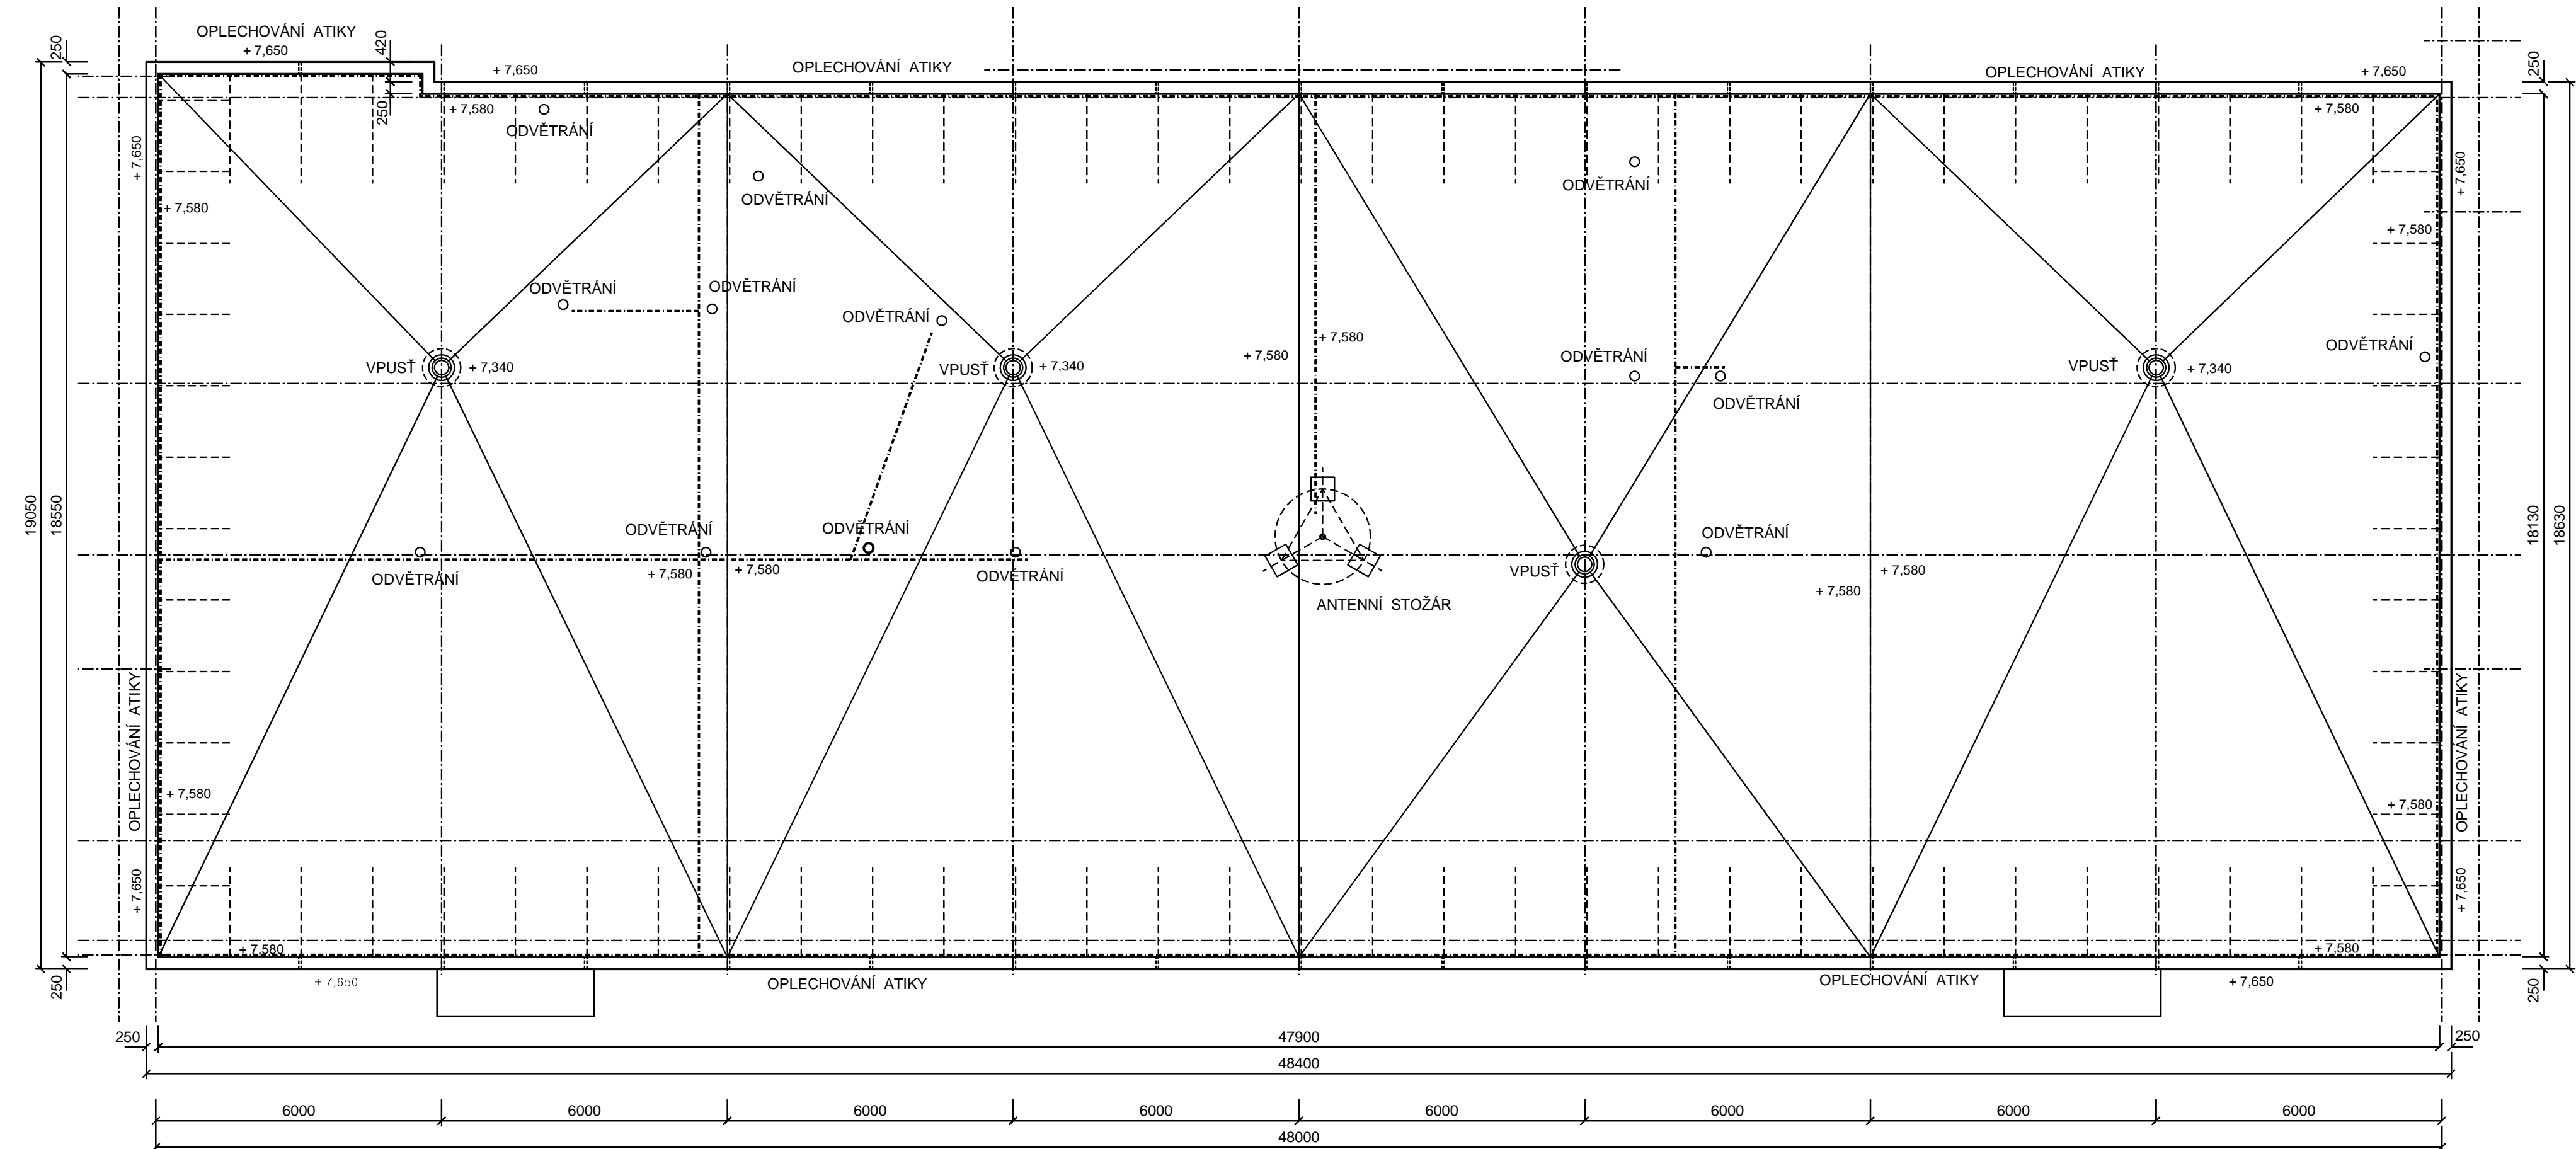 OPLECHOVÁNÍ ATIKY
+ 7,650
250
420
+ 7,650
OPLECHOVÁNÍ ATIKY
OPLECHOVÁNÍ ATIKY
+ 7,650
250
250
+ 7,580
ODVĚTRÁNÍ
+ 7,580
+ 7,650
+ 7,580
ODVĚTRÁNÍ
ODVĚTRÁNÍ
+ 7,650
+ 7,580
ODVĚTRÁNÍ
ODVĚTRÁNÍ
ODVĚTRÁNÍ
+ 7,580
+ 7,580
ODVĚTRÁNÍ
ODVĚTRÁNÍ
VPUSŤ
+ 7,340
VPUSŤ
+ 7,340
VPUSŤ
+ 7,340
ODVĚTRÁNÍ
19050
18550
ODVĚTRÁNÍ
ODVĚTRÁNÍ
ODVĚTRÁNÍ
18130
18630
ODVĚTRÁNÍ
+ 7,580
+ 7,580
ODVĚTRÁNÍ
VPUSŤ
+ 7,580
+ 7,580
ANTENNÍ STOŽÁR
OPLECHOVÁNÍ ATIKY
OPLECHOVÁNÍ ATIKY
+ 7,580
+ 7,580
+ 7,650
+ 7,650
+ 7,580
+ 7,580
250
+ 7,650
OPLECHOVÁNÍ ATIKY
OPLECHOVÁNÍ ATIKY
+ 7,650
250
250
47900
250
48400
6000
6000
6000
6000
6000
6000
6000
6000
48000